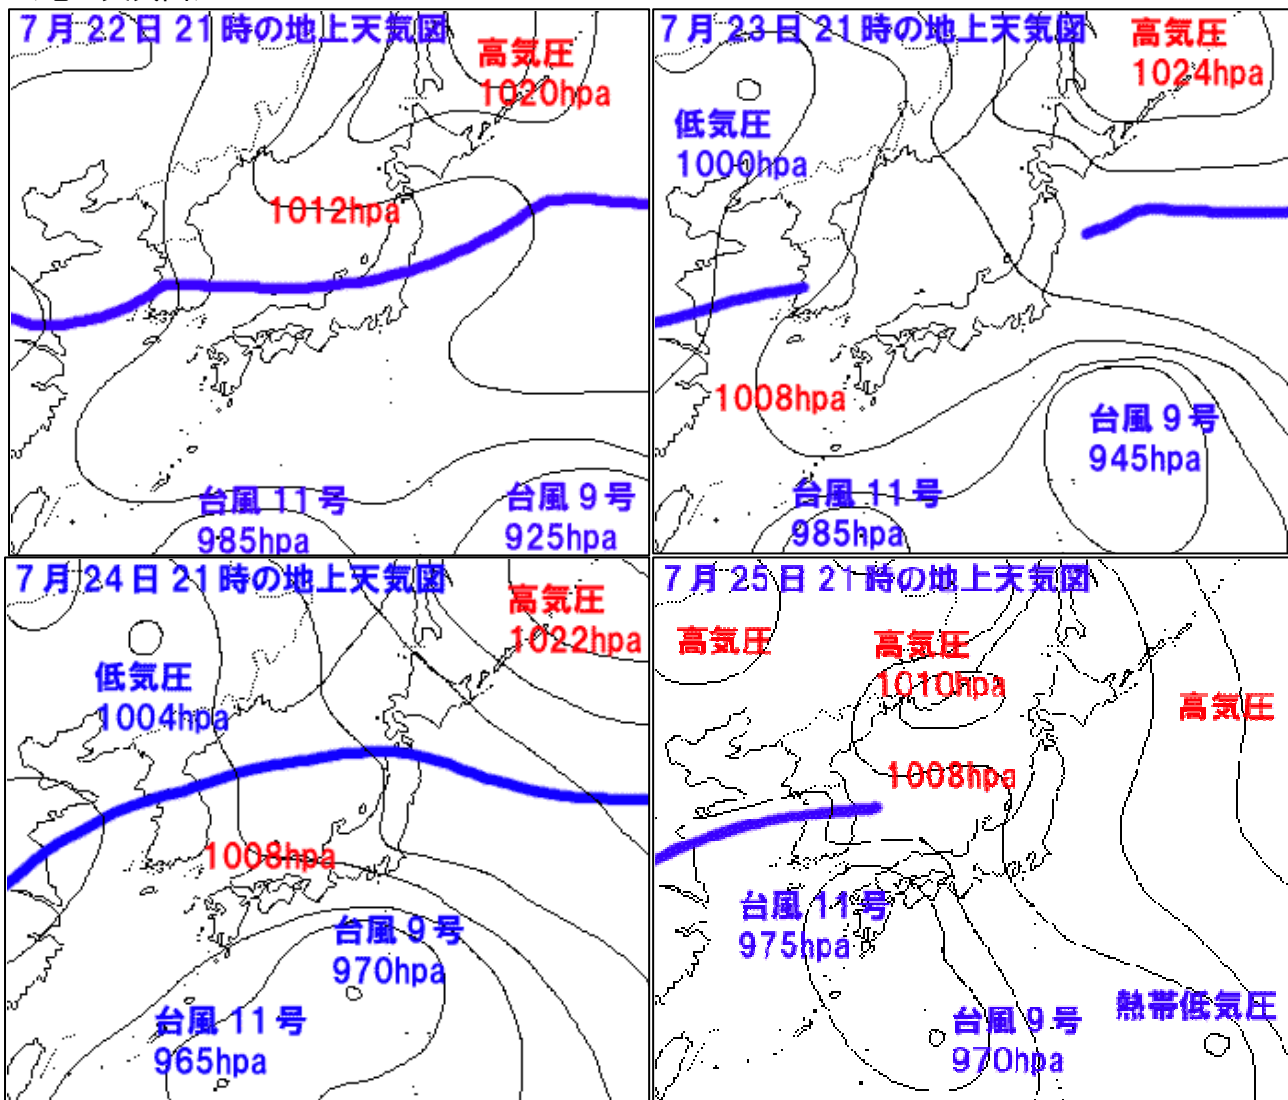 7月22日21時の地上天気図
高気圧
1020hpa
1012hpa
台風11号
985hpa
台風9号
925hpa
7月23日21時の地上天気図
高気圧
1024hpa
低気圧
1000hpa
1008hpa
台風9号
945hpa
台風11号
985hpa
7月24日21時の地上天気図
高気圧
1022hpa
低気圧
1004hpa
1008hpa
台風9号
970hpa
台風11号
965hpa
7月25日21時の地上天気図
高気圧
高気圧
1010hpa
高気圧
1008hpa
台風11号
975hpa
熱帯低気圧
台風9号
970hpa